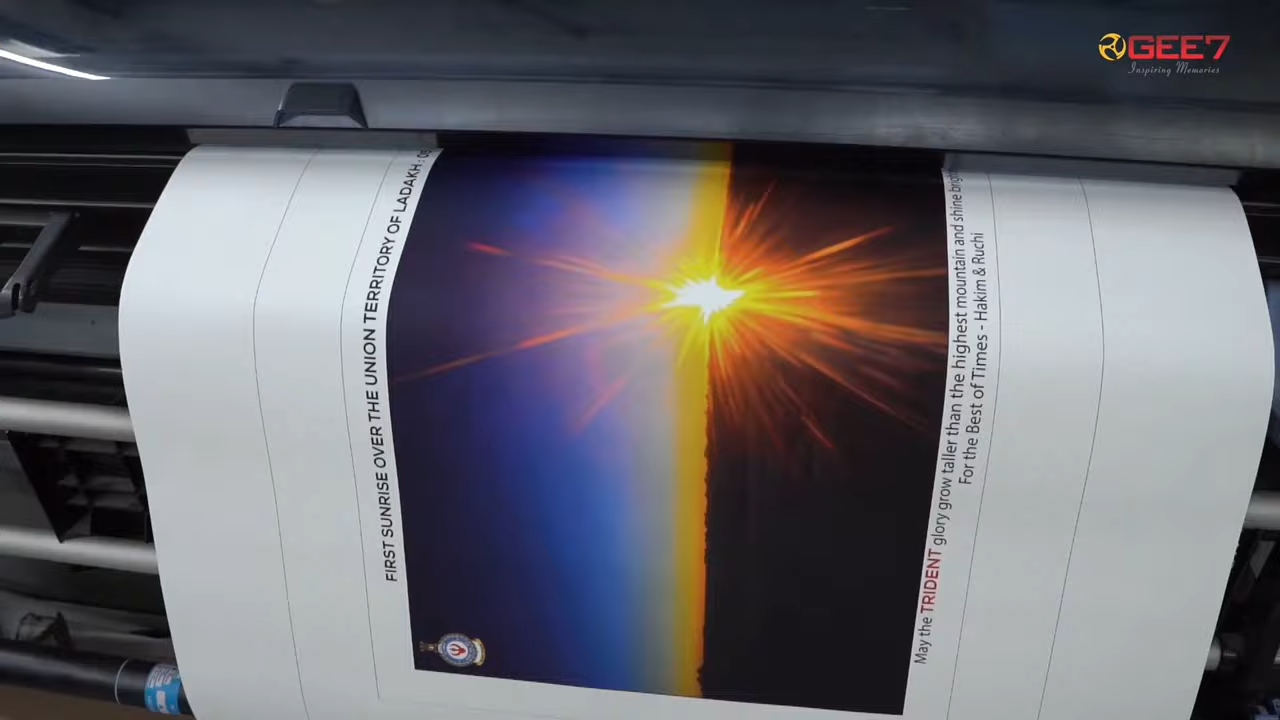 GEE7
Inspiring Memories
FIRST SUNRISE OVER THE UNION TERRITORY OF LADAKH :
May the TRIDENT glory grow taller than the highest mountain and shine
For the Best of Times - Hakim & Ruchi